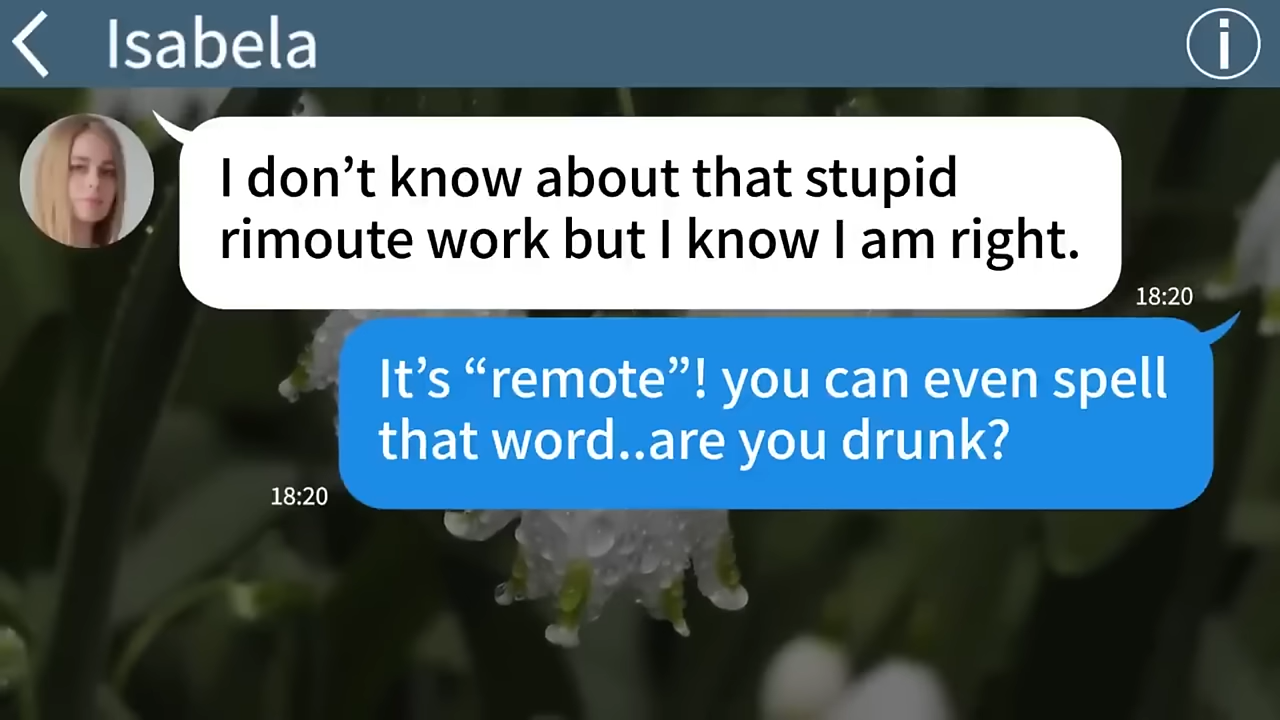 Isabela
I don’t know about that stupid
rimoute work but I know I am right.
18:20
It’s “remote”! you can even spell
that word..are you drunk?
18:20